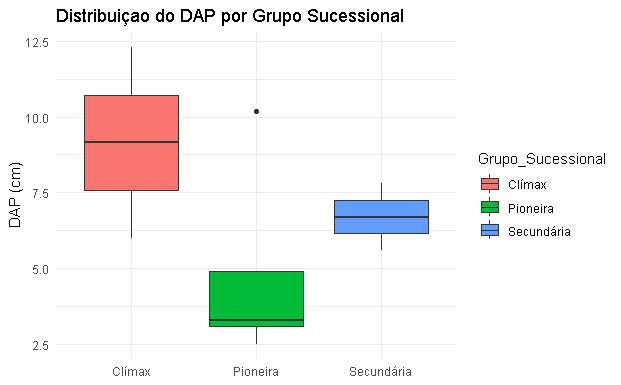 Distribuiçao do DAP por Grupo Sucessional
DAP (cm)
12.5
10.0
7.5
5.0
2.5
Clímax
Pioneira
Secundária
Grupo_Sucessional
Clímax
Pioneira
Secundária